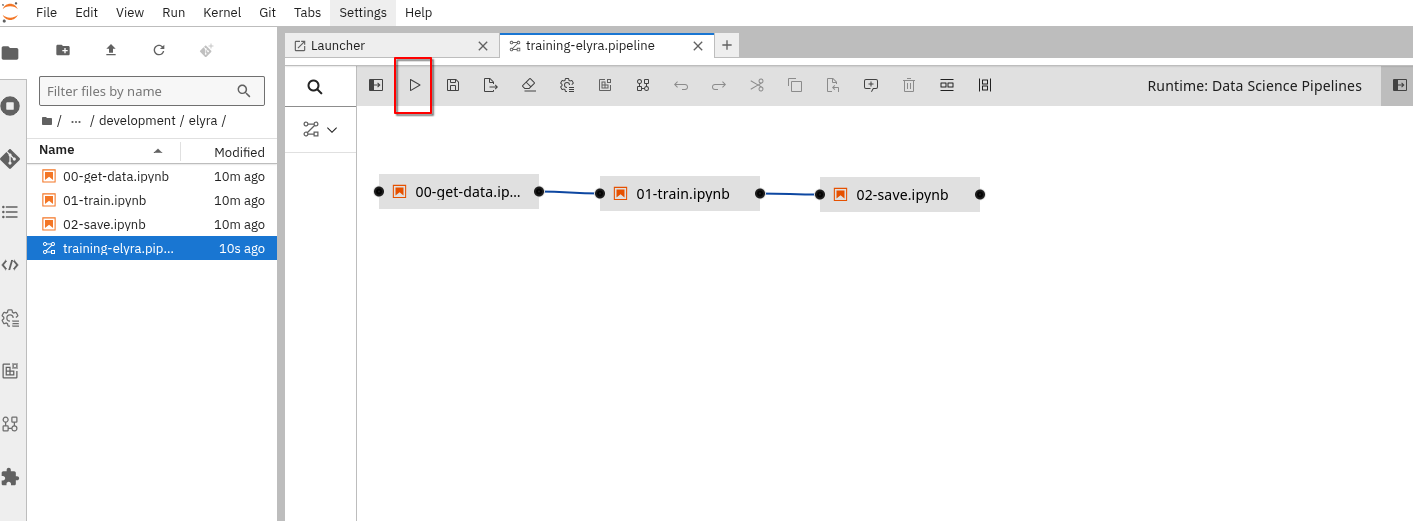 File Edit View Run Kernel Git Tabs Settings Help
Launcher
training-elyra.pipeline
Runtime: Data Science Pipelines
Filter files by name
/ ... / development / elyra /
Name Modified
00-get-data.ipynb 10m ago
01-train.ipynb 10m ago
02-save.ipynb 10m ago
training-elyra.pip... 10s ago
00-get-data.ip...
01-train.ipynb
02-save.ipynb